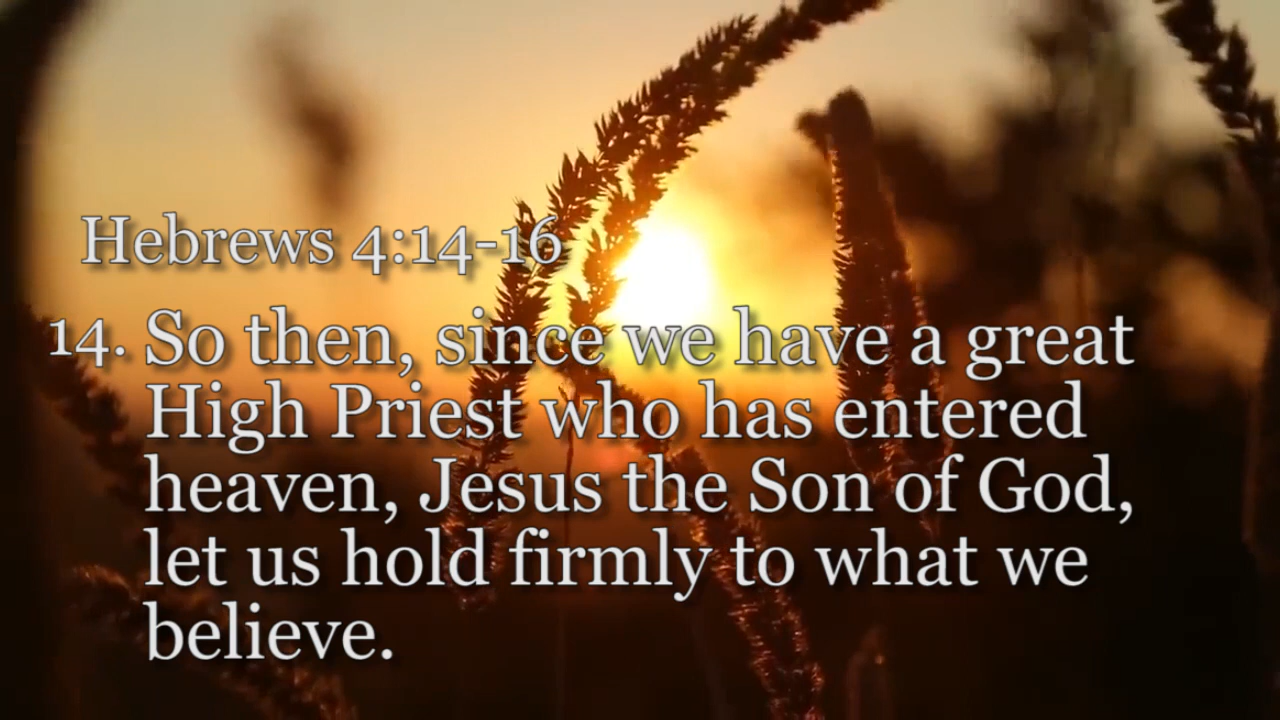 Hebrews 4:14-16
14. So then, since we have a great
High Priest who has entered
heaven, Jesus the Son of God,
let us hold firmly to what we
believe.